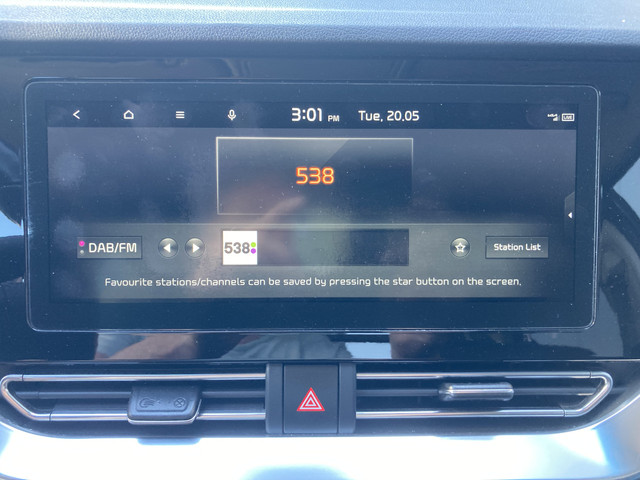 3:01 PM Tue, 20.05
LIVE
538
DAB/FM
538
Station List
Favourite stations/channels can be saved by pressing the star button on the screen.